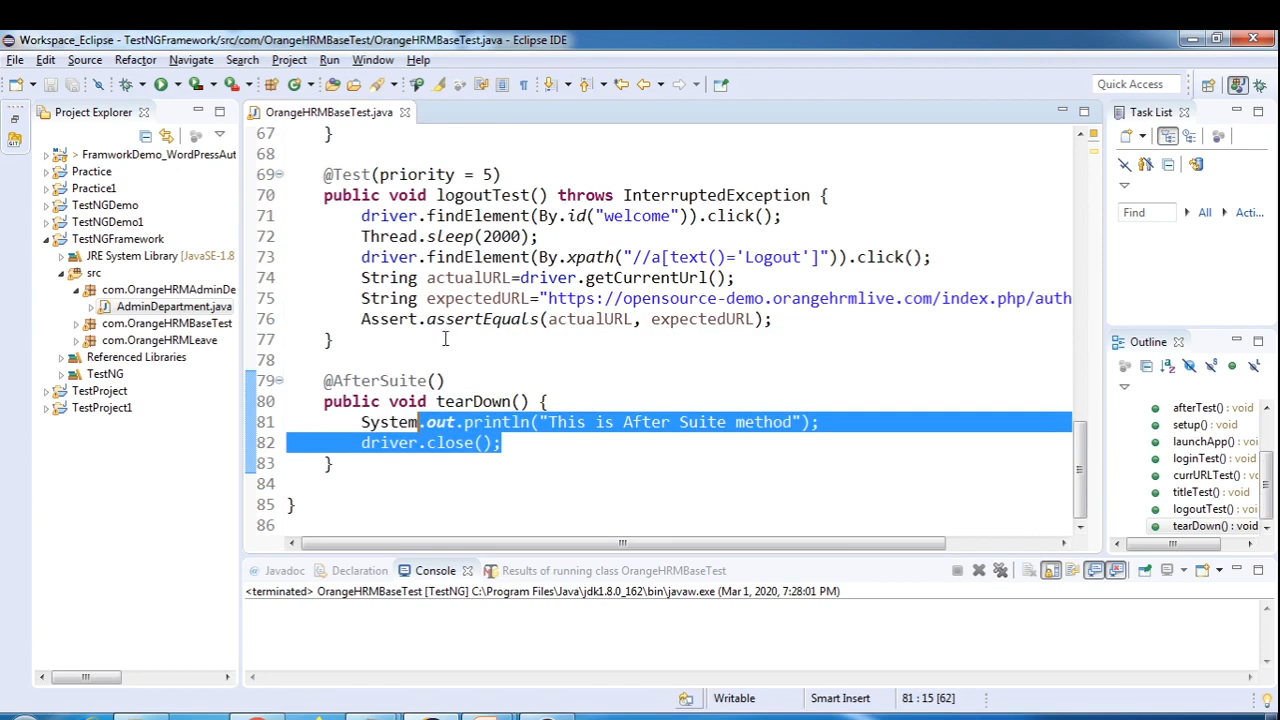 Workspace_Eclipse - TestNGFramework/src/com/OrangeHRMBaseTest/OrangeHRMBaseTest.java - Eclipse IDE
File Edit Source Refactor Navigate Search Project Run Window Help
Quick Access
Project Explorer
> FramworkDemo_WordPressAut
Practice
Practice1
TestNGDemo
TestNGDemo1
TestNGFramework
JRE System Library [JavaSE-1.8
src
com.OrangeHRMAdminDe
AdminDepartment.java
com.OrangeHRMBaseTest
com.OrangeHRMLeave
Referenced Libraries
TestNG
TestProject
TestProject1
OrangeHRMBaseTest.java
67 }
68
69 @Test(priority = 5)
70 public void logoutTest() throws InterruptedException {
71 driver.findElement(By.id("welcome")).click();
72 Thread.sleep(2000);
73 driver.findElement(By.xpath("//a[text()='Logout']")).click();
74 String actualURL=driver.getCurrentUrl();
75 String expectedURL="https://opensource-demo.orangehrmlive.com/index.php/auth
76 Assert.assertEquals(actualURL, expectedURL);
77 }
78
79 @AfterSuite()
80 public void tearDown() {
81 System.out.println("This is After Suite method");
82 driver.close();
83 }
84
85 }
86
Task List
Find All Acti...
Outline
afterTest() : void
setup() : void
launchApp() : void
loginTest() : void
currURLTest() : void
titleTest() : void
logoutTest() : void
tearDown() : void
Javadoc Declaration Console Results of running class OrangeHRMBaseTest
<terminated> OrangeHRMBaseTest [TestNG] C:\Program Files\Java\jdk1.8.0_162\bin\javaw.exe (Mar 1, 2020, 7:28:01 PM)
Writable Smart Insert 81 : 15 [62]